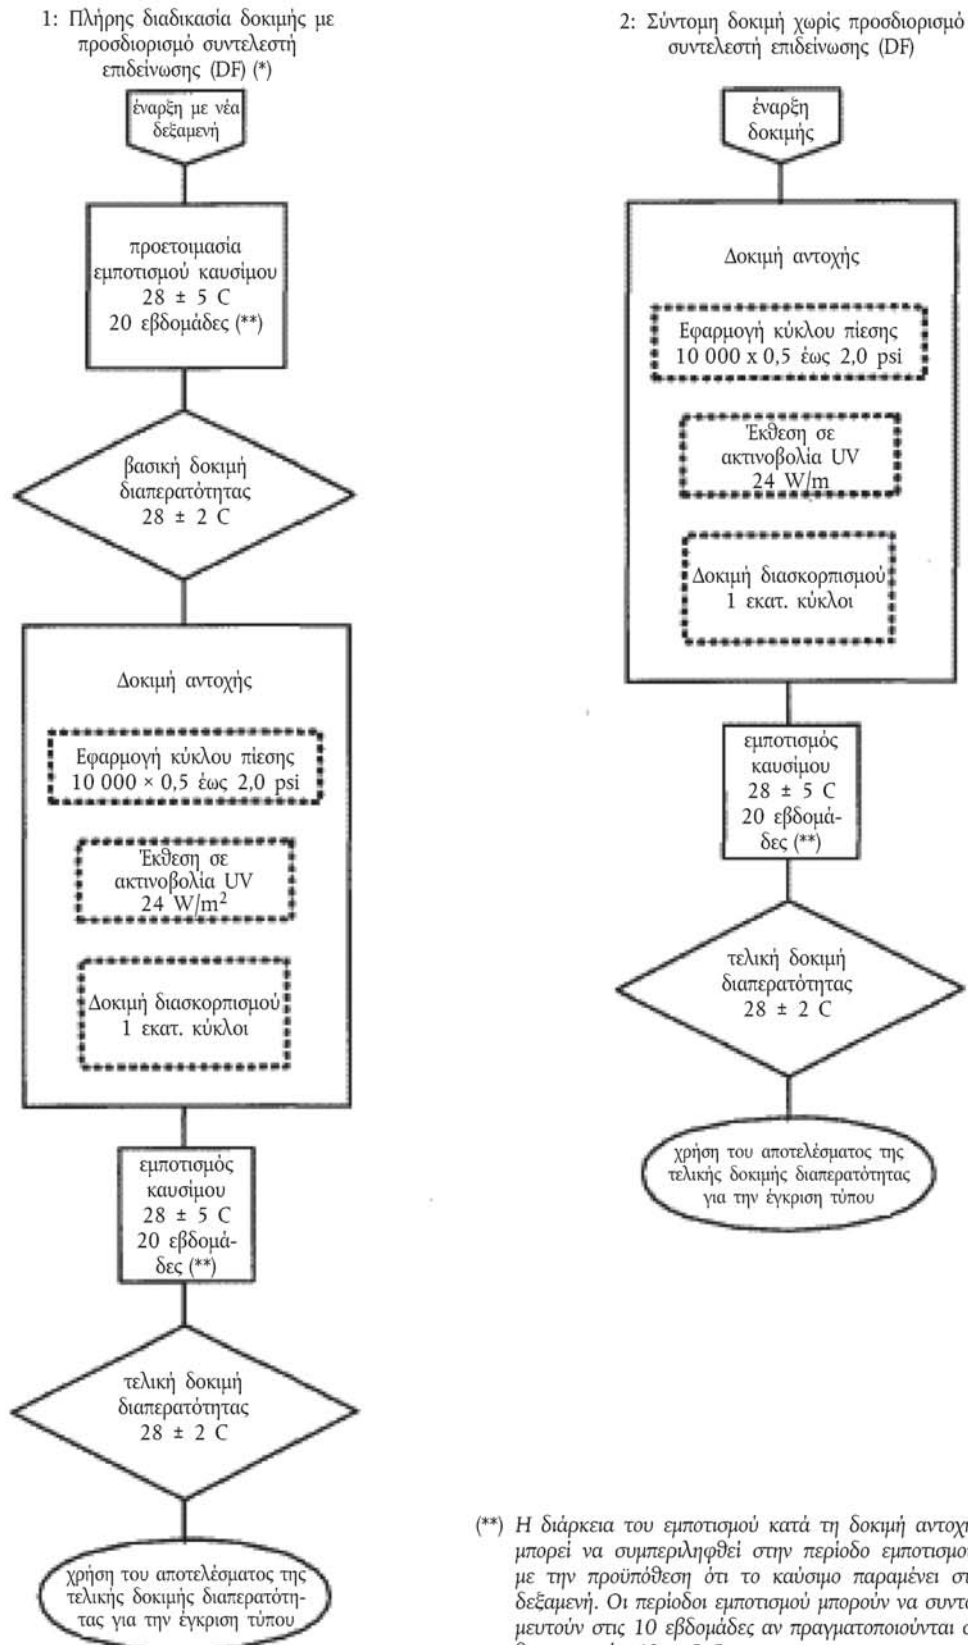 1: Πλήρης διαδικασία δοκιμής με
προσδιορισμό συντελεστή
επιδείνωσης (DF) (*)
έναρξη με νέα
δεξαμενή
προετοιμασία
εμποτισμού καυσίμου
28 ± 5 C
20 εβδομάδες (**)
βασική δοκιμή
διαπερατότητας
28 ± 2 C
Δοκιμή αντοχής
Εφαρμογή κύκλου πίεσης
10 000 × 0,5 έως 2,0 psi
Έκθεση σε
ακτινοβολία UV
24 W/m²
Δοκιμή διασκορπισμού
1 εκατ. κύκλοι
εμποτισμός
καυσίμου
28 ± 5 C
20 εβδομά-
δες (**)
τελική δοκιμή
διαπερατότητας
28 ± 2 C
χρήση του αποτελέσματος της
τελικής δοκιμής διαπερατότη-
τας για την έγκριση τύπου
2: Σύντομη δοκιμή χωρίς προσδιορισμό
συντελεστή επιδείνωσης (DF)
έναρξη
δοκιμής
Δοκιμή αντοχής
Εφαρμογή κύκλου πίεσης
10 000 x 0,5 έως 2,0 psi
Έκθεση σε
ακτινοβολία UV
24 W/m
Δοκιμή διασκορπισμού
1 εκατ. κύκλοι
εμποτισμός
καυσίμου
28 ± 5 C
20 εβδομά-
δες (**)
τελική δοκιμή
διαπερατότητας
28 ± 2 C
χρήση του αποτελέσματος της
τελικής δοκιμής διαπερατότητας
για την έγκριση τύπου
(**) Η διάρκεια του εμποτισμού κατά τη δοκιμή αντοχή
μπορεί να συμπεριληφθεί στην περίοδο εμποτισμο
με την προϋπόθεση ότι το καύσιμο παραμένει στ
δεξαμενή. Οι περίοδοι εμποτισμού μπορούν να συντο
μευτούν στις 10 εβδομάδες αν πραγματοποιούνται σ